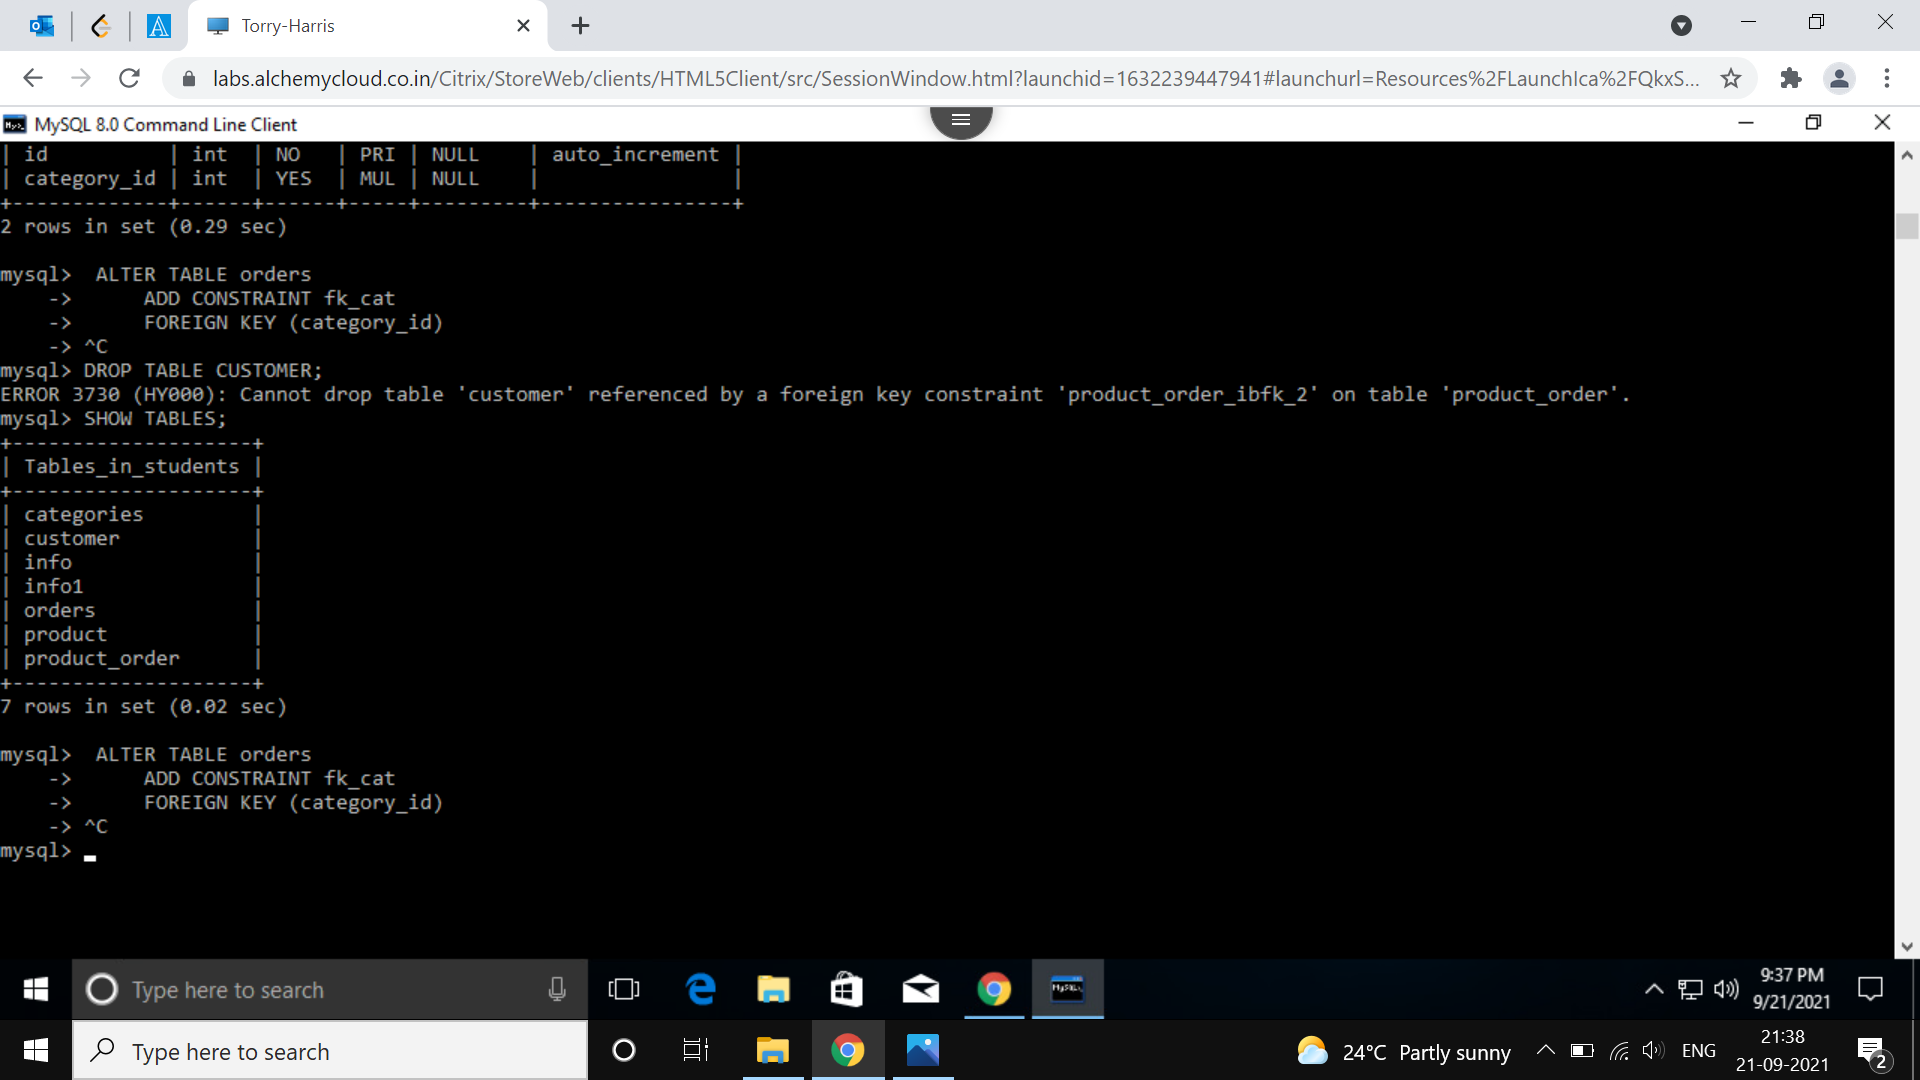 Torry-Harris
labs.alchemycloud.co.in/Citrix/StoreWeb/clients/HTML5Client/src/SessionWindow.html?launchid=1632239447941#launchurl=Resources%2FLaunchIca%2FQkxS...
MySQL 8.0 Command Line Client
| id          | int  | NO   | PRI | NULL    | auto_increment |
| category_id | int  | YES  | MUL | NULL    |                |
+-------------+------+------+-----+---------+----------------+
2 rows in set (0.29 sec)
mysql>  ALTER TABLE orders
    ->      ADD CONSTRAINT fk_cat
    ->      FOREIGN KEY (category_id)
    -> ^C
mysql> DROP TABLE CUSTOMER;
ERROR 3730 (HY000): Cannot drop table 'customer' referenced by a foreign key constraint 'product_order_ibfk_2' on table 'product_order'.
mysql> SHOW TABLES;
+--------------------+
| Tables_in_students |
+--------------------+
| categories         |
| customer           |
| info               |
| info1              |
| orders             |
| product            |
| product_order      |
+--------------------+
7 rows in set (0.02 sec)
mysql>  ALTER TABLE orders
    ->      ADD CONSTRAINT fk_cat
    ->      FOREIGN KEY (category_id)
    -> ^C
mysql>
Type here to search
9:37 PM
9/21/2021
Type here to search
24°C Partly sunny
ENG
21:38
21-09-2021
2